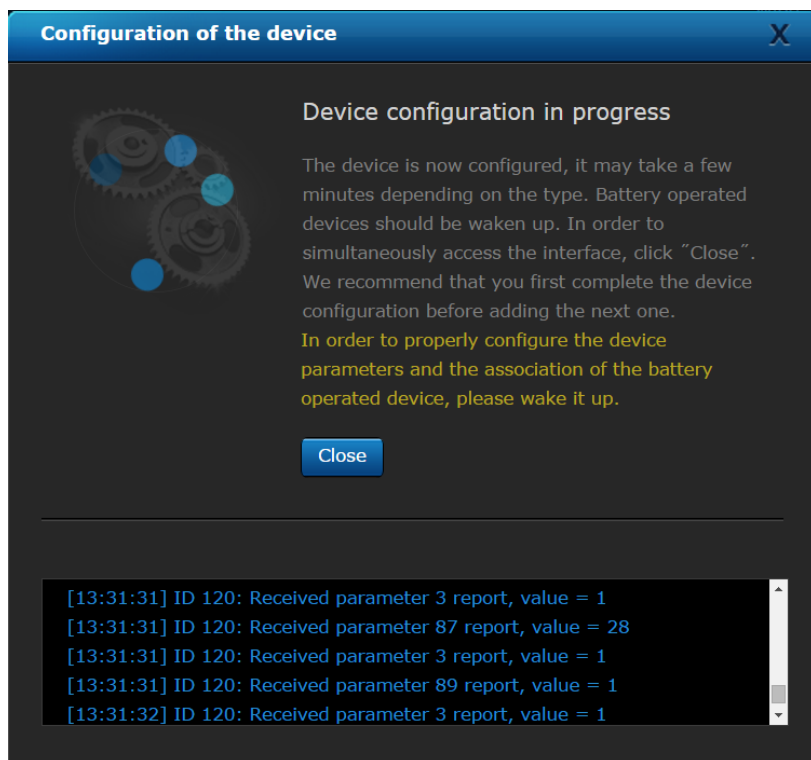 Configuration of the device
X
Device configuration in progress
The device is now configured, it may take a few
minutes depending on the type. Battery operated
devices should be waken up. In order to
simultaneously access the interface, click ˝Close˝.
We recommend that you first complete the device
configuration before adding the next one.
In order to properly configure the device
parameters and the association of the battery
operated device, please wake it up.
Close
[13:31:31] ID 120: Received parameter 3 report, value = 1
[13:31:31] ID 120: Received parameter 87 report, value = 28
[13:31:31] ID 120: Received parameter 3 report, value = 1
[13:31:31] ID 120: Received parameter 89 report, value = 1
[13:31:32] ID 120: Received parameter 3 report, value = 1